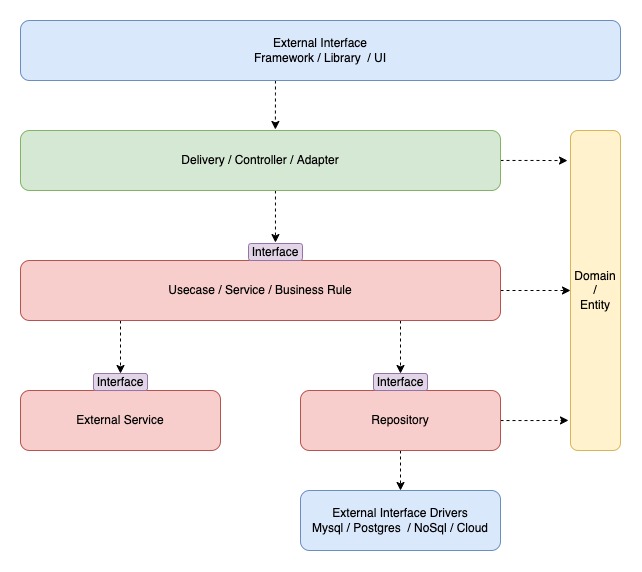 External Interface
Framework / Library  / UI
Delivery / Controller / Adapter
Interface
Usecase / Service / Business Rule
Domain
/
Entity
Interface
Interface
External Service
Repository
External Interface Drivers
Mysql / Postgres  / NoSql / Cloud